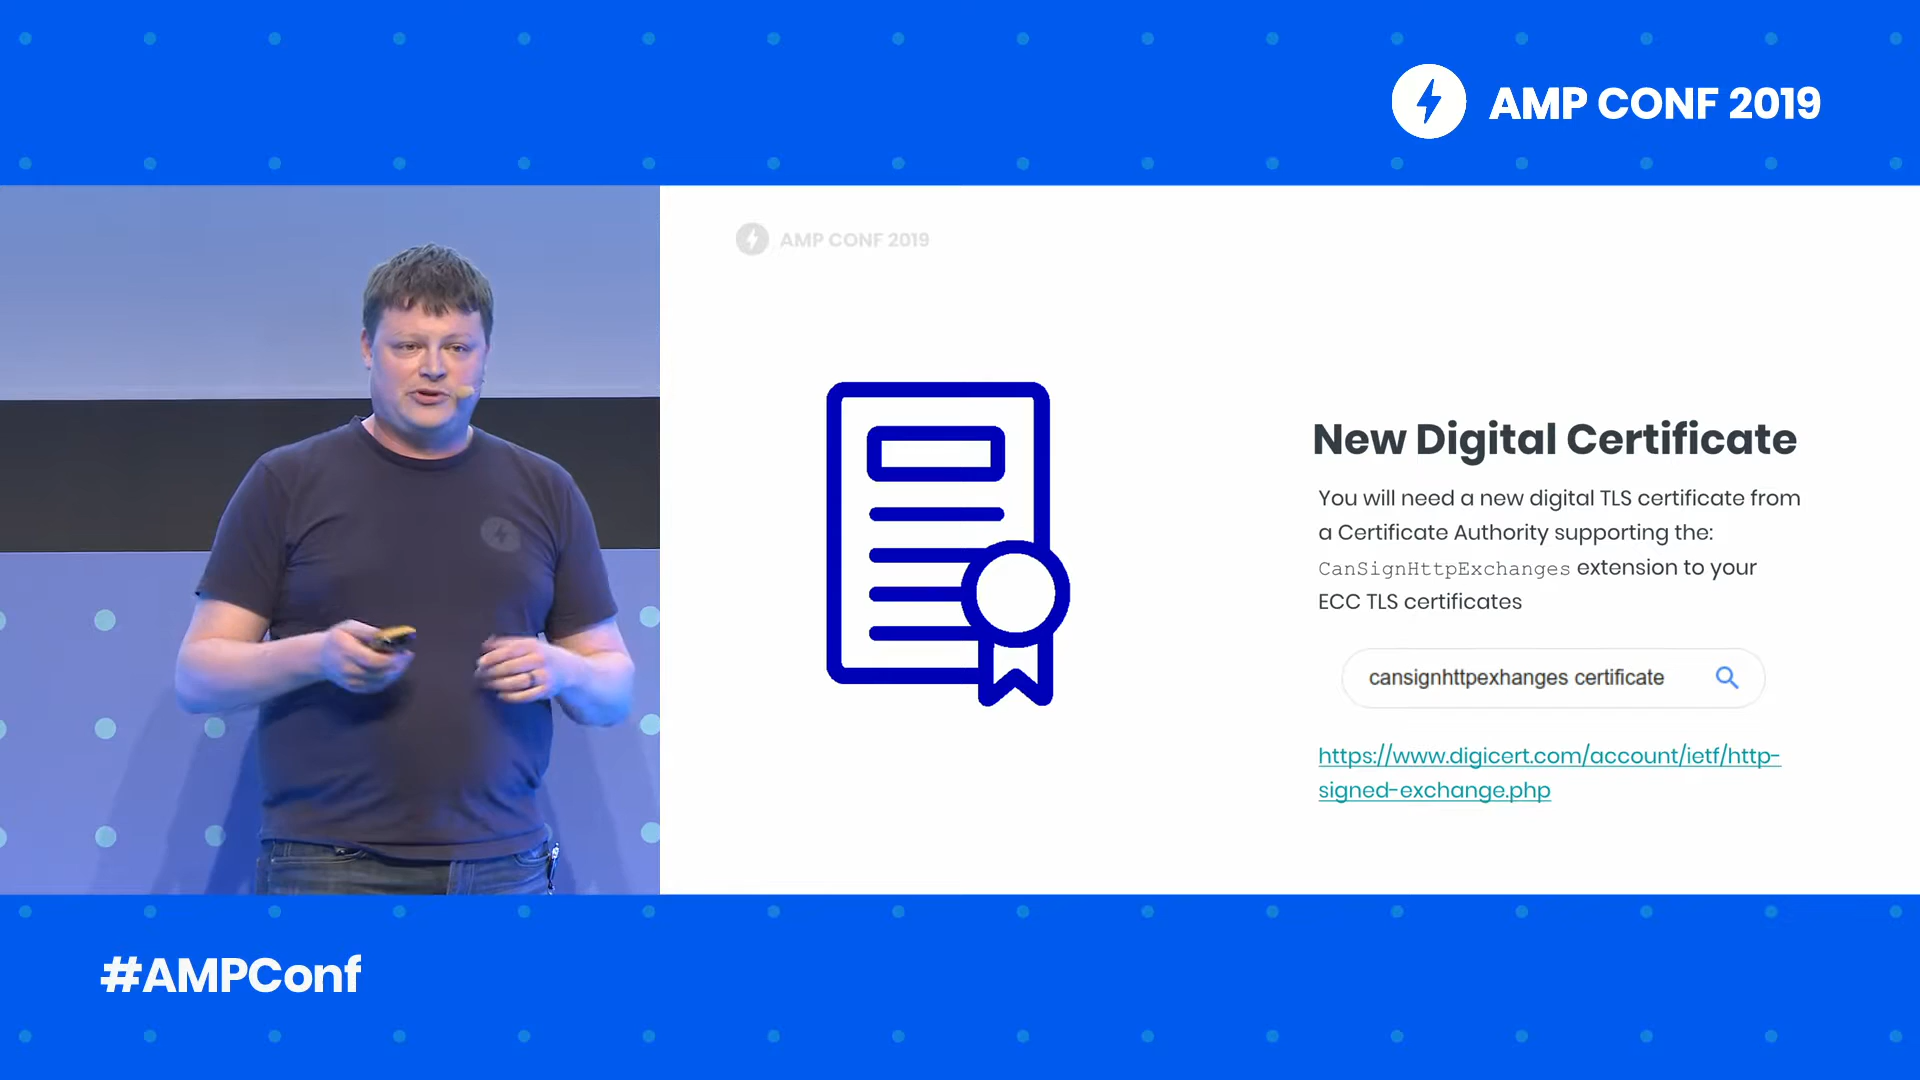 AMP CONF 2019
AMP CONF 2019
New Digital Certificate
You will need a new digital TLS certificate from
a Certificate Authority supporting the:
CanSignHttpExchanges extension to your
ECC TLS certificates
cansignhttpexhanges certificate
https://www.digicert.com/account/ietf/http-
signed-exchange.php
#AMPConf